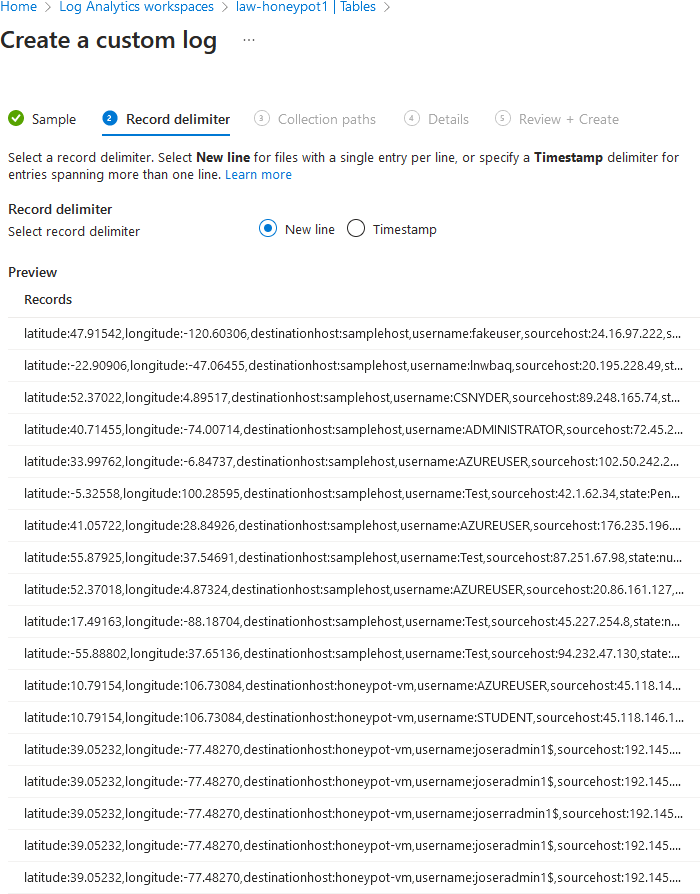 Home > Log Analytics workspaces > law-honeypot1 | Tables >
Create a custom log ...
Sample 2 Record delimiter 3 Collection paths 4 Details 5 Review + Create
Select a record delimiter. Select New line for files with a single entry per line, or specify a Timestamp delimiter for
entries spanning more than one line. Learn more
Record delimiter
Select record delimiter New line Timestamp
Preview
Records
latitude:47.91542,longitude:-120.60306,destinationhost:samplehost,username:fakeuser,sourcehost:24.16.97.222,s...
latitude:-22.90906,longitude:-47.06455,destinationhost:samplehost,username:lnwbaq,sourcehost:20.195.228.49,st...
latitude:52.37022,longitude:4.89517,destinationhost:samplehost,username:CSNYDER,sourcehost:89.248.165.74,st...
latitude:40.71455,longitude:-74.00714,destinationhost:samplehost,username:ADMINISTRATOR,sourcehost:72.45.2...
latitude:33.99762,longitude:-6.84737,destinationhost:samplehost,username:AZUREUSER,sourcehost:102.50.242.2...
latitude:-5.32558,longitude:100.28595,destinationhost:samplehost,username:Test,sourcehost:42.1.62.34,state:Pen...
latitude:41.05722,longitude:28.84926,destinationhost:samplehost,username:AZUREUSER,sourcehost:176.235.196....
latitude:55.87925,longitude:37.54691,destinationhost:samplehost,username:Test,sourcehost:87.251.67.98,state:nu...
latitude:52.37018,longitude:4.87324,destinationhost:samplehost,username:AZUREUSER,sourcehost:20.86.161.127,...
latitude:17.49163,longitude:-88.18704,destinationhost:samplehost,username:Test,sourcehost:45.227.254.8,state:n...
latitude:-55.88802,longitude:37.65136,destinationhost:samplehost,username:Test,sourcehost:94.232.47.130,state:...
latitude:10.79154,longitude:106.73084,destinationhost:honeypot-vm,username:AZUREUSER,sourcehost:45.118.14...
latitude:10.79154,longitude:106.73084,destinationhost:honeypot-vm,username:STUDENT,sourcehost:45.118.146.1...
latitude:39.05232,longitude:-77.48270,destinationhost:honeypot-vm,username:joseradmin1$,sourcehost:192.145....
latitude:39.05232,longitude:-77.48270,destinationhost:honeypot-vm,username:joseradmin1$,sourcehost:192.145....
latitude:39.05232,longitude:-77.48270,destinationhost:honeypot-vm,username:joserradmin1$,sourcehost:192.145...
latitude:39.05232,longitude:-77.48270,destinationhost:honeypot-vm,username:joseradmin1$,sourcehost:192.145....
latitude:39.05232,longitude:-77.48270,destinationhost:honeypot-vm,username:joseradmin1$,sourcehost:192.145....